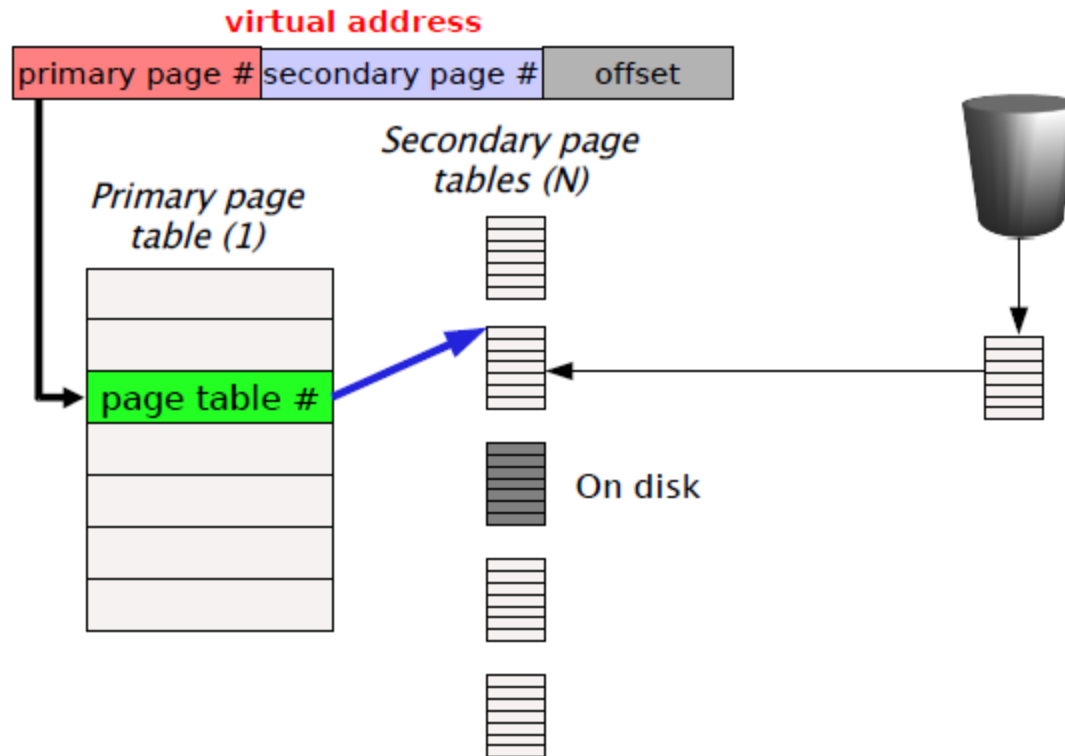 virtual address
primary page # secondary page # offset
Secondary page
tables (N)
Primary page
table (1)
page table #
On disk